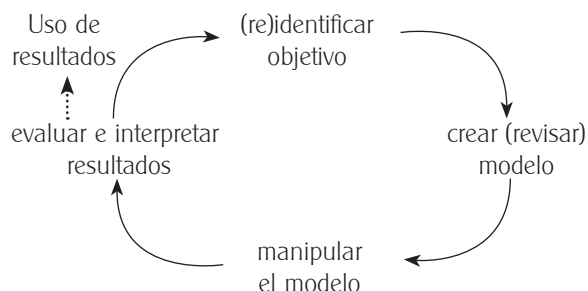 Uso de
resultados
(re)identificar
objetivo
evaluar e interpretar
resultados
crear (revisar)
modelo
manipular
el modelo